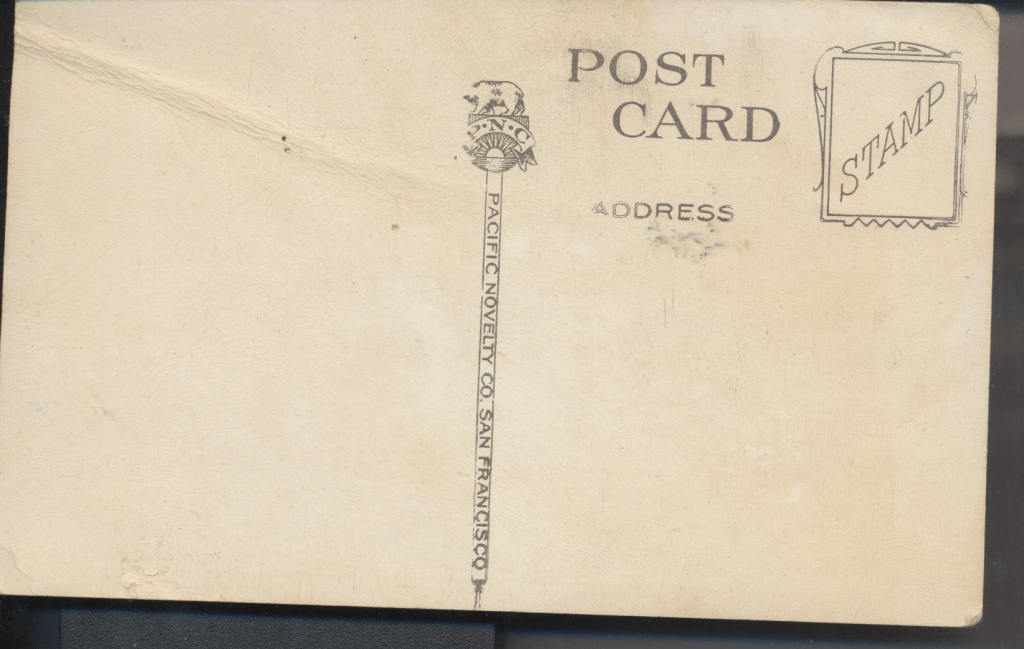 POST
CARD
STAMP
P·N·C
ADDRESS
PACIFIC NOVELTY CO. SAN FRANCISCO